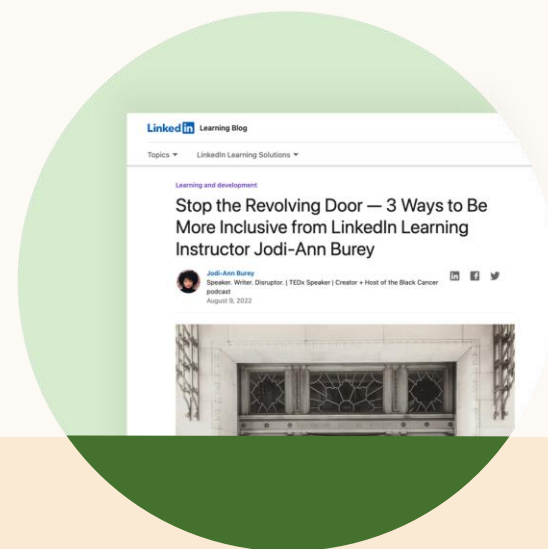 LinkedIn Learning Blog
Topics LinkedIn Learning Solutions
Learning and development
Stop the Revolving Door — 3 Ways to Be
More Inclusive from LinkedIn Learning
Instructor Jodi-Ann Burey
Jodi-Ann Burey
Speaker. Writer. Disruptor. | TEDx Speaker | Creator + Host of the Black Cancer
podcast
August 9, 2022